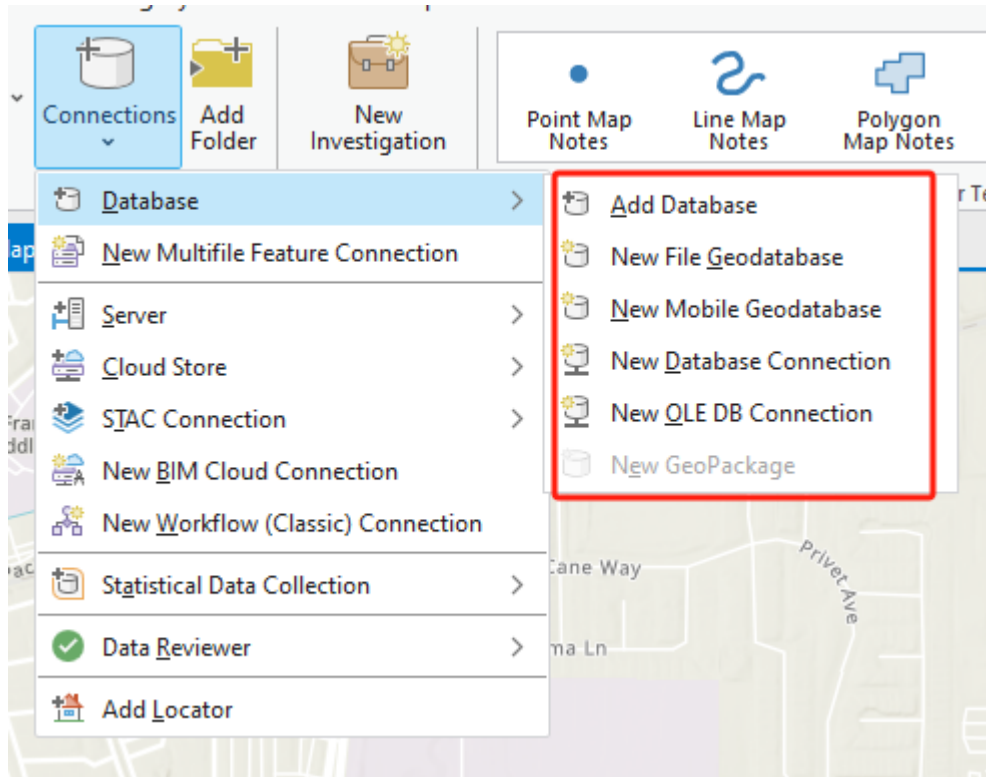 Connections
Add
Folder
New
Investigation
Point Map
Notes
Line Map
Notes
Polygon
Map Notes
Database
New Multifile Feature Connection
Server
Cloud Store
STAC Connection
New BIM Cloud Connection
New Workflow (Classic) Connection
Statistical Data Collection
Data Reviewer
Add Locator
Add Database
New File Geodatabase
New Mobile Geodatabase
New Database Connection
New OLE DB Connection
New GeoPackage
Privet Ave